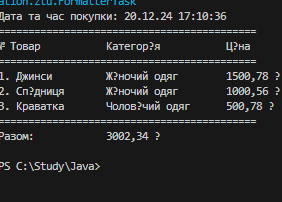 ation.ztu.FormatterTask
Дата та час покупки: 20.12.24 17:10:36
========================================
№ Товар Категор?я Ц?на
========================================
1. Джинси Ж?ночий одяг 1500,78 ?
2. Сп?дниця Ж?ночий одяг 1000,56 ?
3. Краватка Чолов?чий одяг 500,78 ?
========================================
Разом: 3002,34 ?
PS C:\Study\Java>